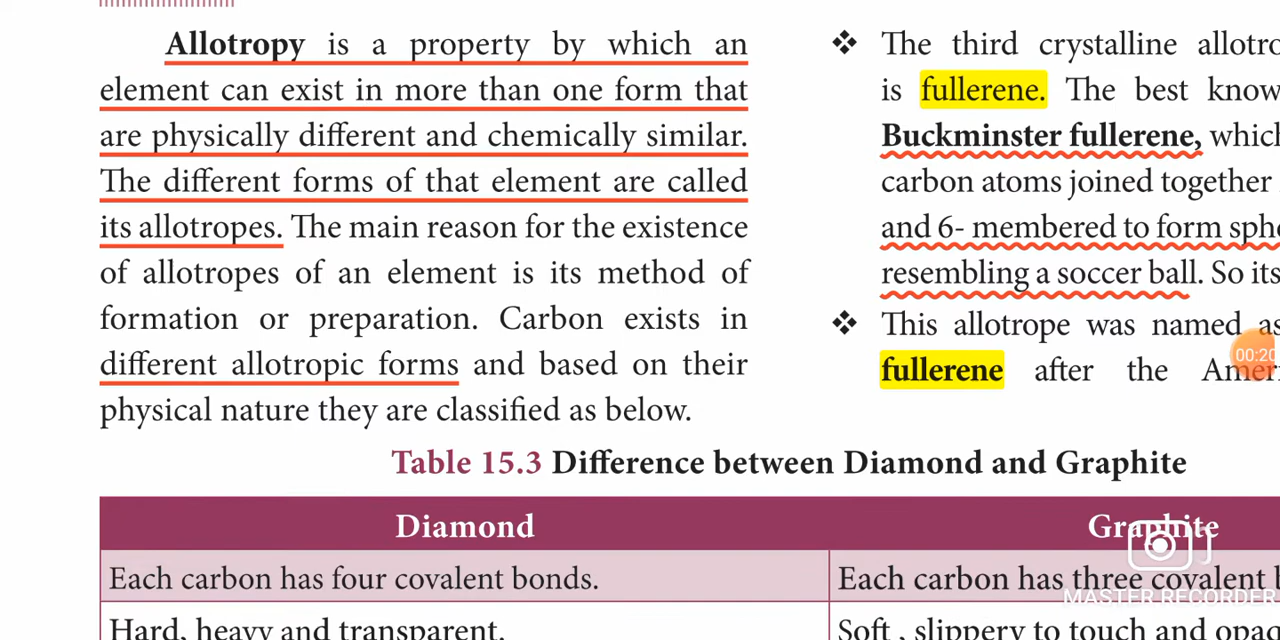 Allotropy is a property by which an
element can exist in more than one form that
are physically different and chemically similar.
The different forms of that element are called
its allotropes. The main reason for the existence
of allotropes of an element is its method of
formation or preparation. Carbon exists in
different allotropic forms and based on their
physical nature they are classified as below.
❖ The third crystalline
is fullerene. The best
Buckminster fullerene,
carbon atoms joined together
and 6- membered to form
resembling a soccer ball. So its
❖ This allotrope was named as
fullerene after the
00:20
Table 15.3 Difference between Diamond and Graphite
Diamond
Graphite
Each carbon has four covalent bonds.
Each carbon has three covalent
Hard, heavy and transparent.
Soft , slippery to touch and
MASTER RECORDER